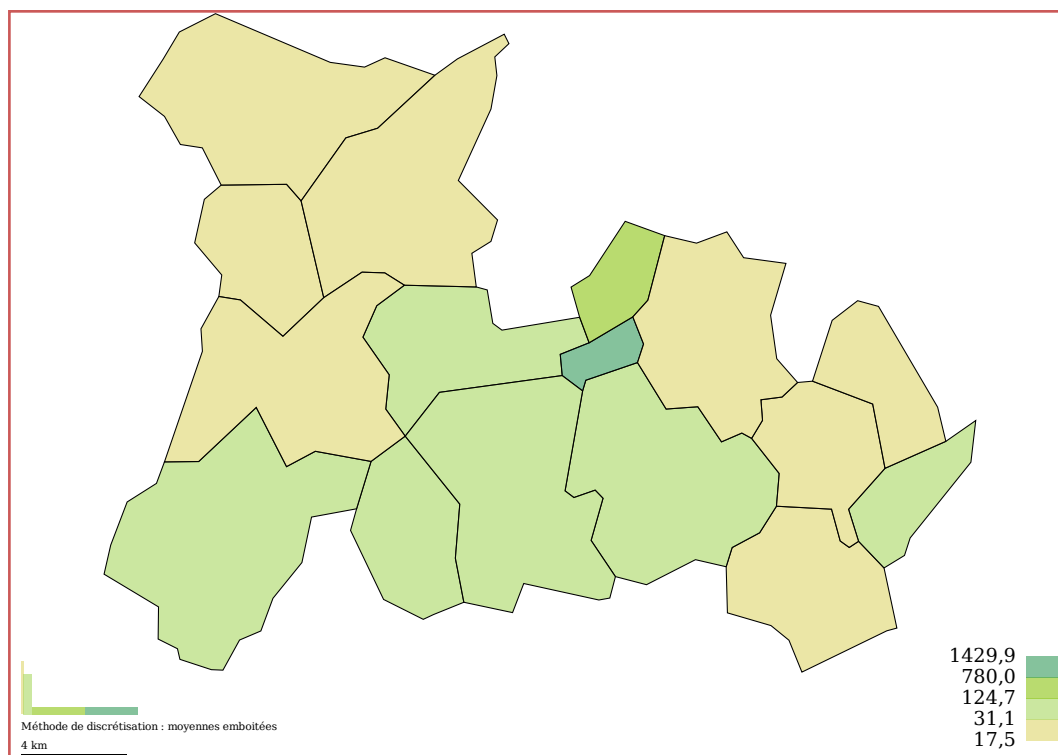 1429,9
780,0
124,7
31,1
17,5
Méthode de discrétisation : moyennes emboitées
4 km